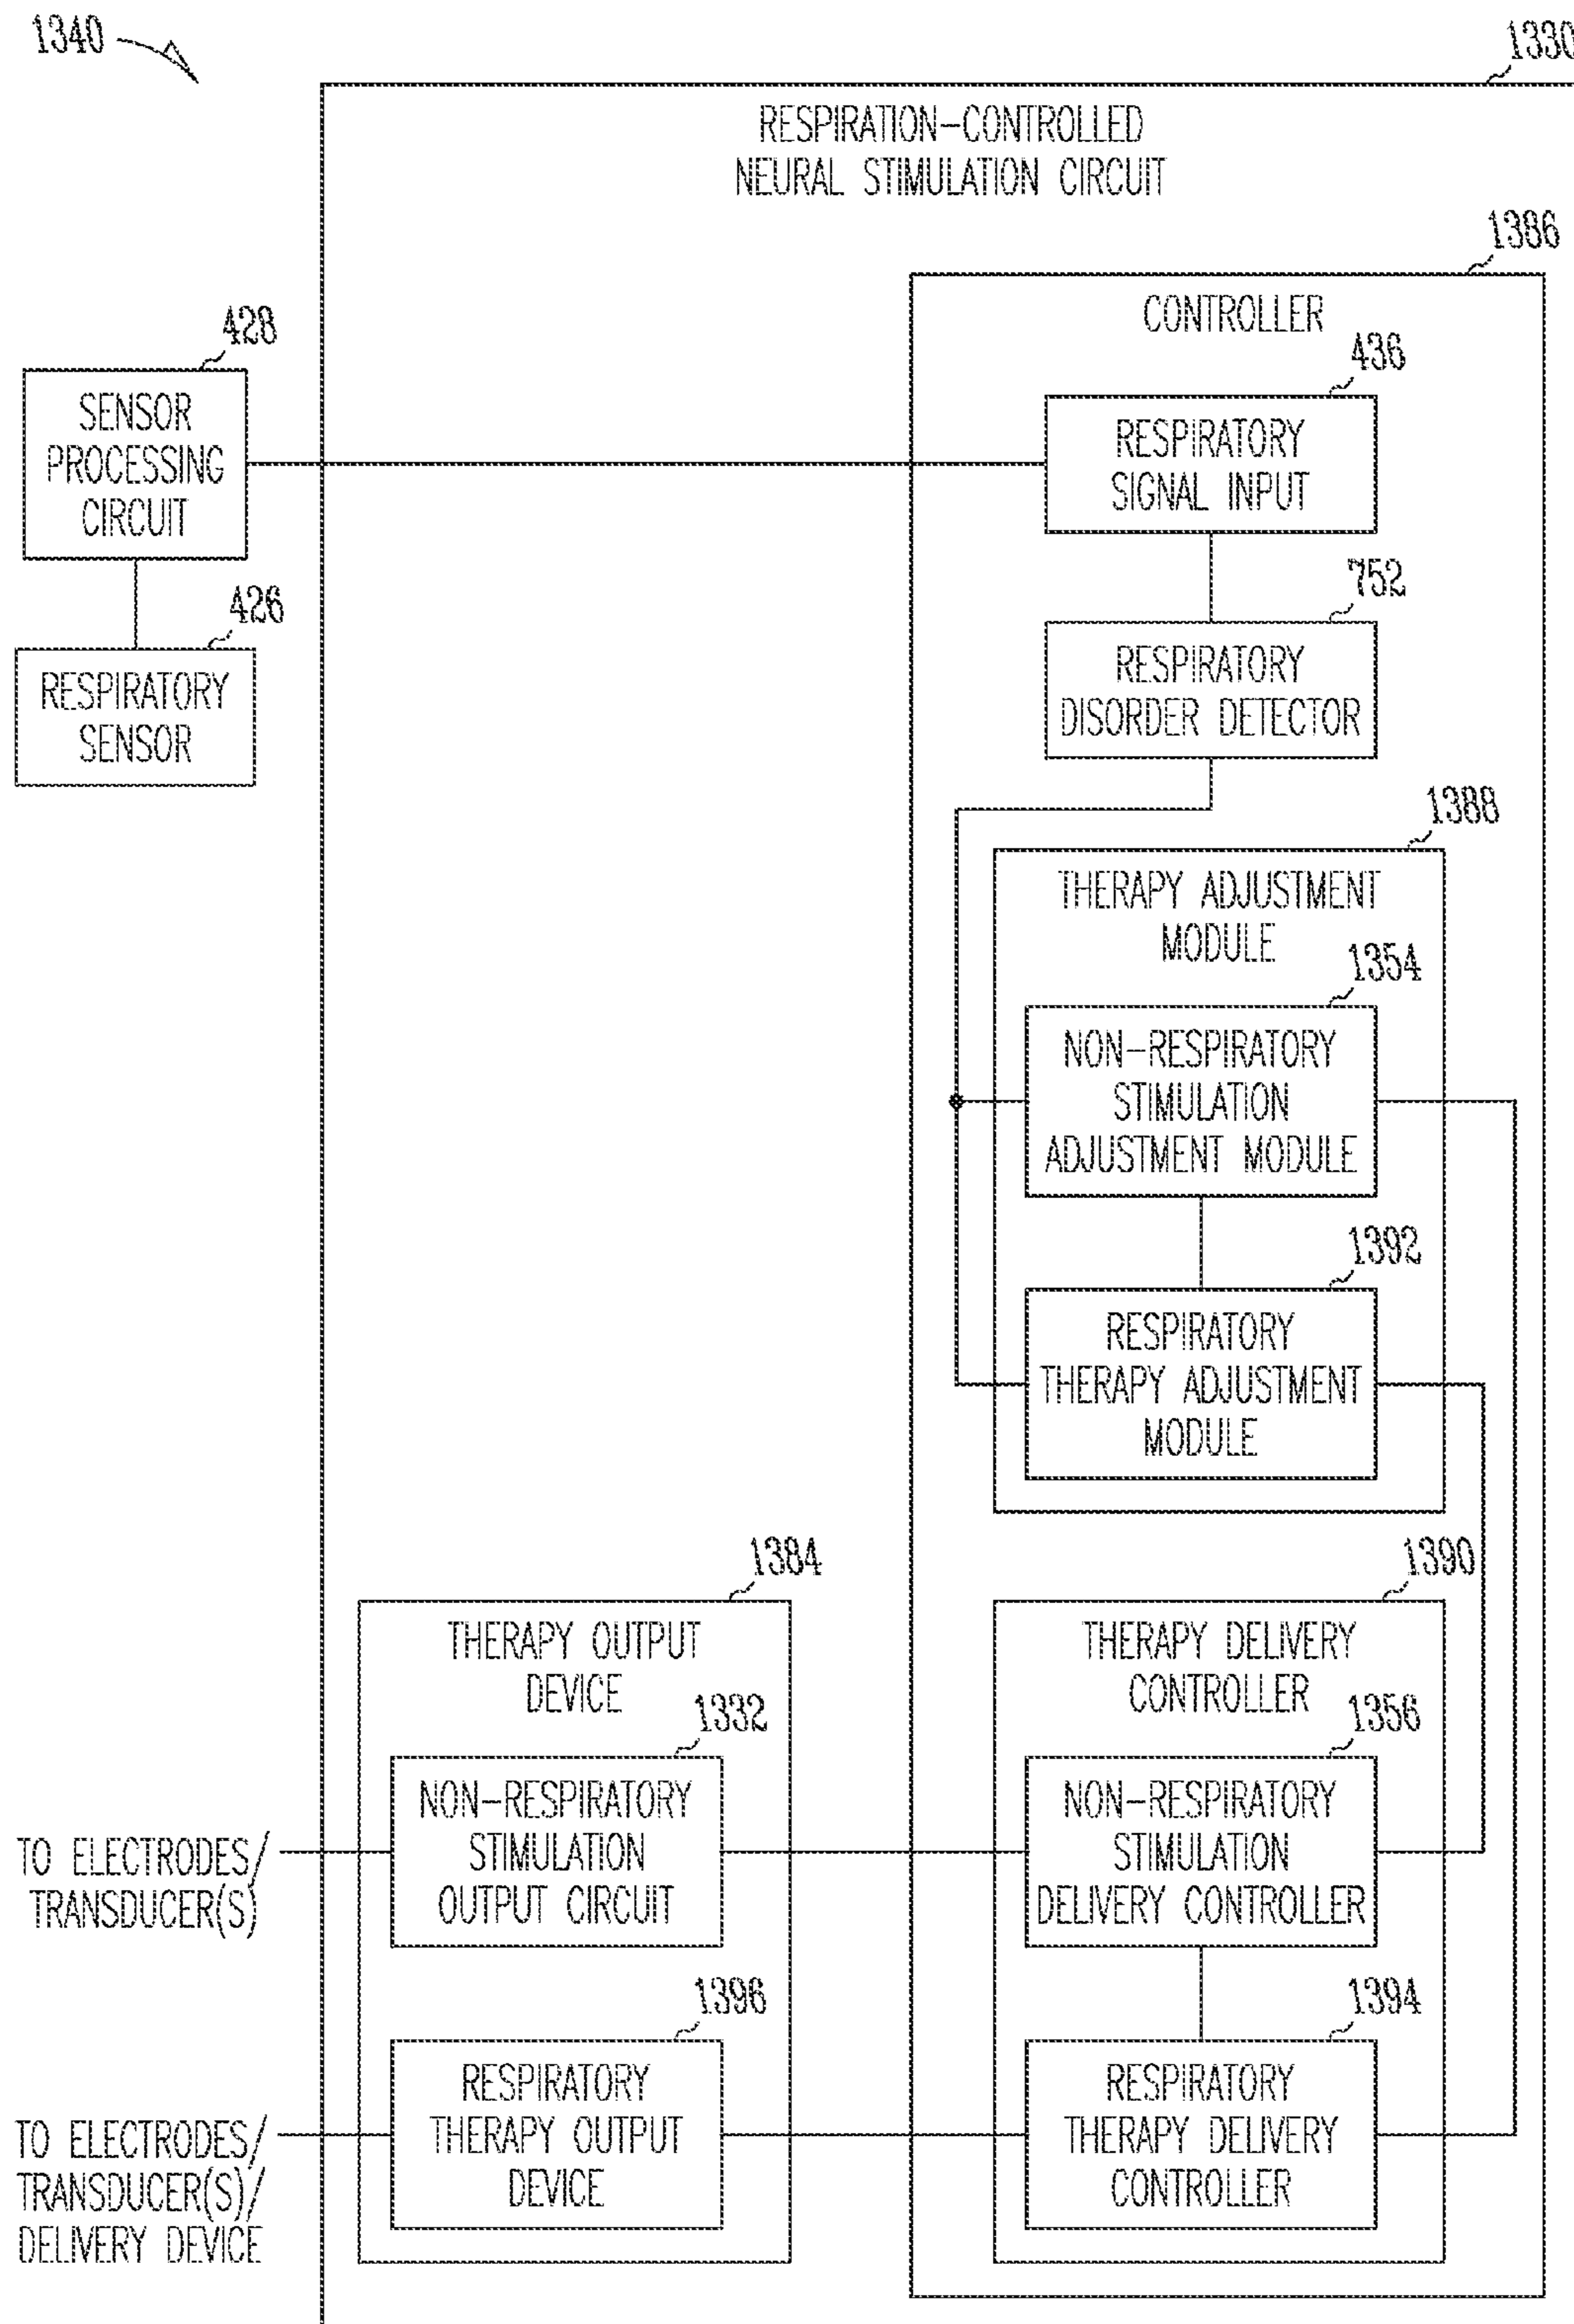 1340
1330
RESPIRATION-CONTROLLED
NEURAL STIMULATION CIRCUIT
1386
CONTROLLER
428
SENSOR
PROCESSING
CIRCUIT
436
RESPIRATORY
SIGNAL INPUT
426
RESPIRATORY
SENSOR
752
RESPIRATORY
DISORDER DETECTOR
1388
THERAPY ADJUSTMENT
MODULE
1354
NON-RESPIRATORY
STIMULATION
ADJUSTMENT MODULE
1392
RESPIRATORY
THERAPY ADJUSTMENT
MODULE
1384
THERAPY OUTPUT
DEVICE
1332
NON-RESPIRATORY
STIMULATION
OUTPUT CIRCUIT
1390
THERAPY DELIVERY
CONTROLLER
1356
NON-RESPIRATORY
STIMULATION
DELIVERY CONTROLLER
TO ELECTRODES/
TRANSDUCER(S)
1396
RESPIRATORY
THERAPY OUTPUT
DEVICE
1394
RESPIRATORY
THERAPY DELIVERY
CONTROLLER
TO ELECTRODES/
TRANSDUCER(S)/
DELIVERY DEVICE